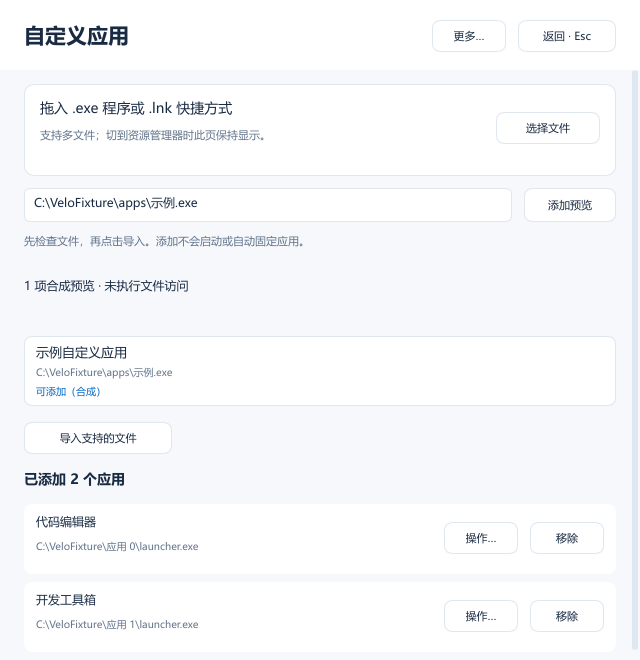 自定义应用
更多...
返回 · Esc
拖入 .exe 程序或 .lnk 快捷方式
支持多文件；切到资源管理器时此页保持显示。
选择文件
C:\VeloFixture\apps\示例.exe
添加预览
先检查文件，再点击导入。添加不会启动或自动固定应用。
1 项合成预览 · 未执行文件访问
示例自定义应用
C:\VeloFixture\apps\示例.exe
可添加（合成）
导入支持的文件
已添加 2 个应用
代码编辑器
C:\VeloFixture\应用 0\launcher.exe
操作...
移除
开发工具箱
C:\VeloFixture\应用 1\launcher.exe
操作...
移除